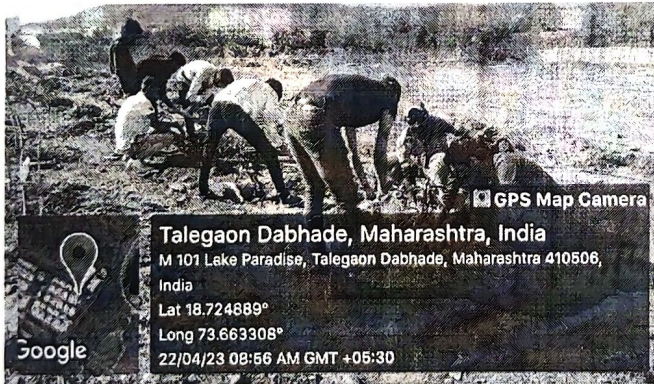 GPS Map Camera
Talegaon Dabhade, Maharashtra, India
M 101 Lake Paradise, Talegaon Dabhade, Maharashtra 410506,
India
Lat 18.724889°
Long 73.663308°
22/04/23 08:56 AM GMT +05:30
Google